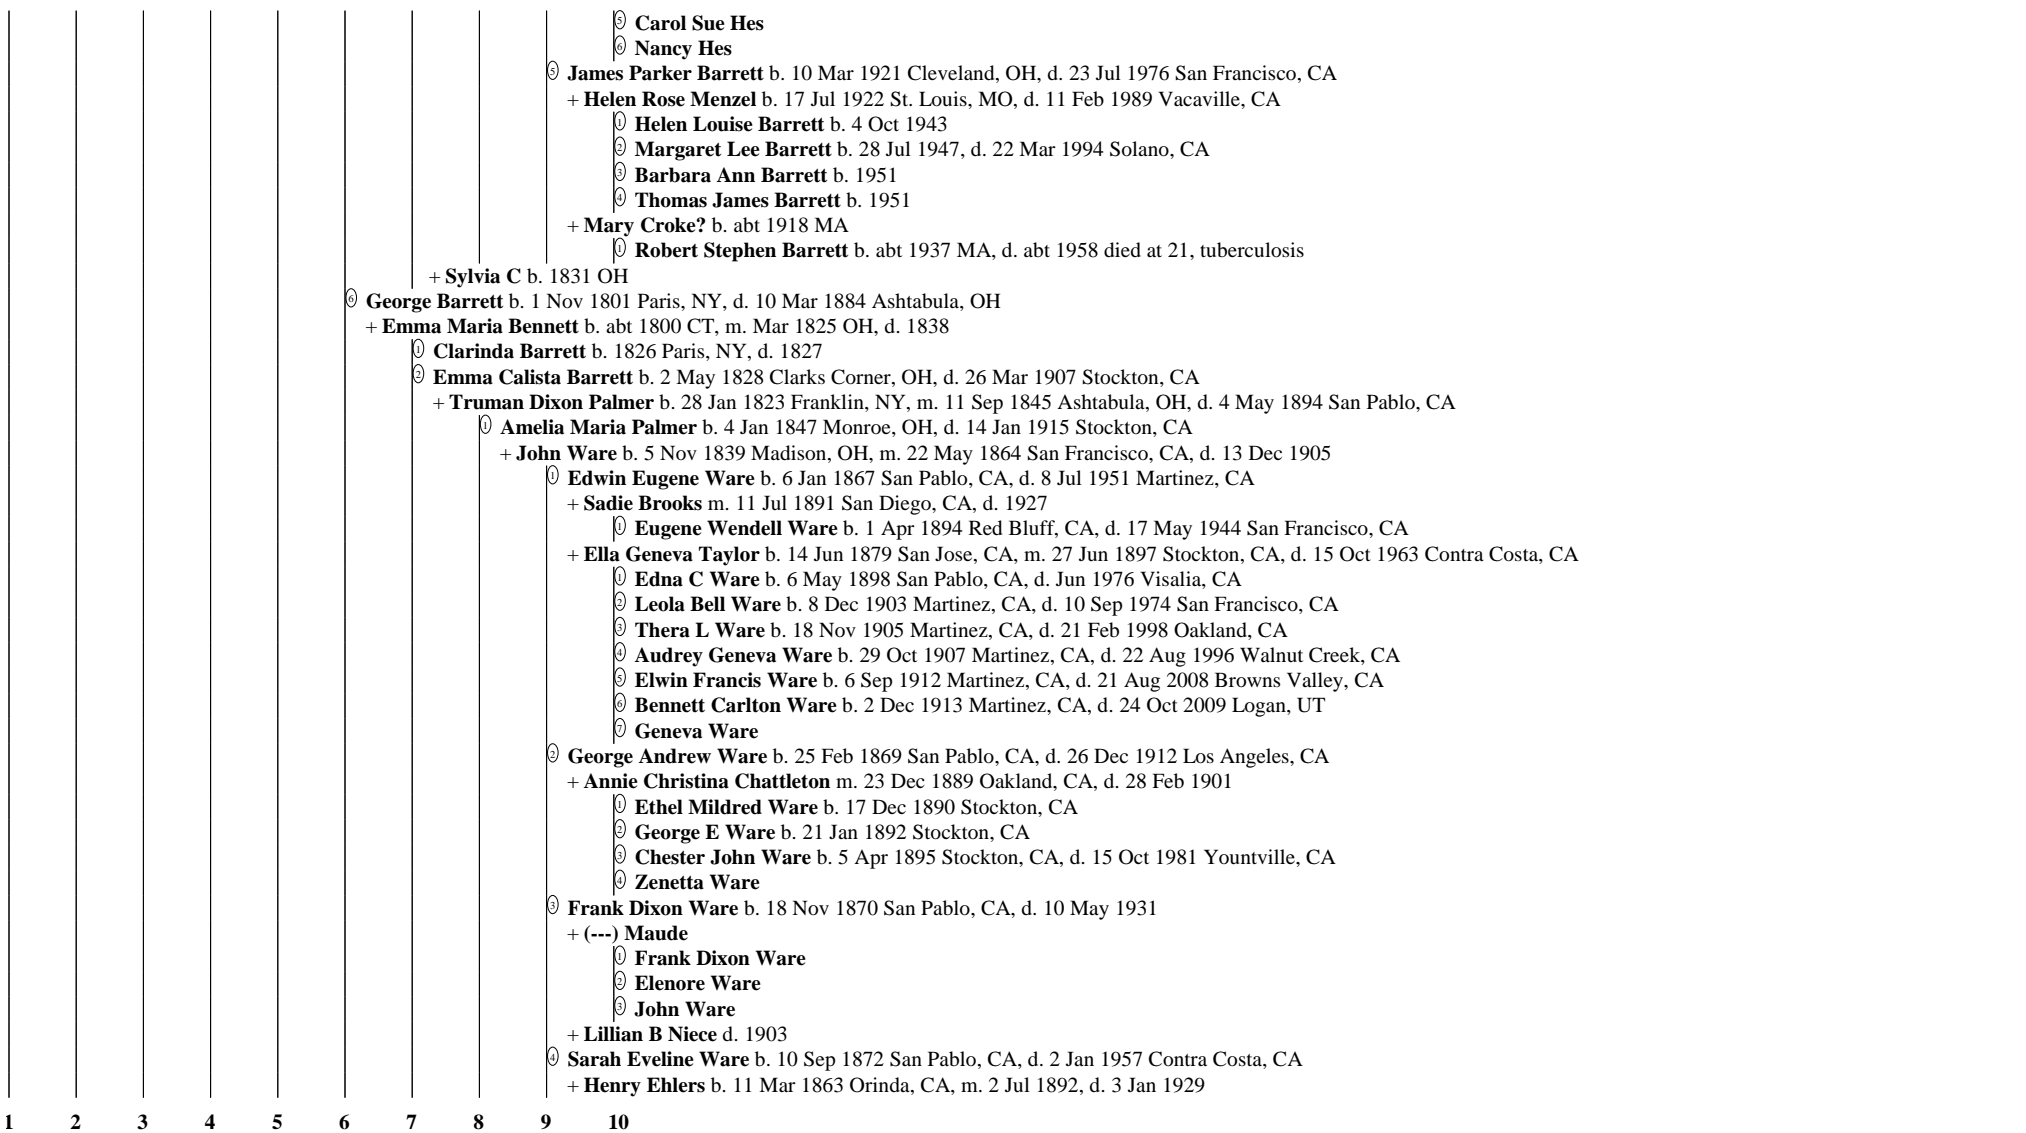 5 Carol Sue Hes
6 Nancy Hes
5 James Parker Barrett b. 10 Mar 1921 Cleveland, OH, d. 23 Jul 1976 San Francisco, CA
+ Helen Rose Menzel b. 17 Jul 1922 St. Louis, MO, d. 11 Feb 1989 Vacaville, CA
1 Helen Louise Barrett b. 4 Oct 1943
2 Margaret Lee Barrett b. 28 Jul 1947, d. 22 Mar 1994 Solano, CA
3 Barbara Ann Barrett b. 1951
4 Thomas James Barrett b. 1951
+ Mary Croke? b. abt 1918 MA
1 Robert Stephen Barrett b. abt 1937 MA, d. abt 1958 died at 21, tuberculosis
+ Sylvia C b. 1831 OH
6 George Barrett b. 1 Nov 1801 Paris, NY, d. 10 Mar 1884 Ashtabula, OH
+ Emma Maria Bennett b. abt 1800 CT, m. Mar 1825 OH, d. 1838
1 Clarinda Barrett b. 1826 Paris, NY, d. 1827
2 Emma Calista Barrett b. 2 May 1828 Clarks Corner, OH, d. 26 Mar 1907 Stockton, CA
+ Truman Dixon Palmer b. 28 Jan 1823 Franklin, NY, m. 11 Sep 1845 Ashtabula, OH, d. 4 May 1894 San Pablo, CA
1 Amelia Maria Palmer b. 4 Jan 1847 Monroe, OH, d. 14 Jan 1915 Stockton, CA
+ John Ware b. 5 Nov 1839 Madison, OH, m. 22 May 1864 San Francisco, CA, d. 13 Dec 1905
1 Edwin Eugene Ware b. 6 Jan 1867 San Pablo, CA, d. 8 Jul 1951 Martinez, CA
+ Sadie Brooks m. 11 Jul 1891 San Diego, CA, d. 1927
1 Eugene Wendell Ware b. 1 Apr 1894 Red Bluff, CA, d. 17 May 1944 San Francisco, CA
+ Ella Geneva Taylor b. 14 Jun 1879 San Jose, CA, m. 27 Jun 1897 Stockton, CA, d. 15 Oct 1963 Contra Costa, CA
1 Edna C Ware b. 6 May 1898 San Pablo, CA, d. Jun 1976 Visalia, CA
2 Leola Bell Ware b. 8 Dec 1903 Martinez, CA, d. 10 Sep 1974 San Francisco, CA
3 Thera L Ware b. 18 Nov 1905 Martinez, CA, d. 21 Feb 1998 Oakland, CA
4 Audrey Geneva Ware b. 29 Oct 1907 Martinez, CA, d. 22 Aug 1996 Walnut Creek, CA
5 Elwin Francis Ware b. 6 Sep 1912 Martinez, CA, d. 21 Aug 2008 Browns Valley, CA
6 Bennett Carlton Ware b. 2 Dec 1913 Martinez, CA, d. 24 Oct 2009 Logan, UT
7 Geneva Ware
2 George Andrew Ware b. 25 Feb 1869 San Pablo, CA, d. 26 Dec 1912 Los Angeles, CA
+ Annie Christina Chattleton m. 23 Dec 1889 Oakland, CA, d. 28 Feb 1901
1 Ethel Mildred Ware b. 17 Dec 1890 Stockton, CA
2 George E Ware b. 21 Jan 1892 Stockton, CA
3 Chester John Ware b. 5 Apr 1895 Stockton, CA, d. 15 Oct 1981 Yountville, CA
4 Zenetta Ware
3 Frank Dixon Ware b. 18 Nov 1870 San Pablo, CA, d. 10 May 1931
+ (---) Maude
1 Frank Dixon Ware
2 Elenore Ware
3 John Ware
+ Lillian B Niece d. 1903
4 Sarah Eveline Ware b. 10 Sep 1872 San Pablo, CA, d. 2 Jan 1957 Contra Costa, CA
+ Henry Ehlers b. 11 Mar 1863 Orinda, CA, m. 2 Jul 1892, d. 3 Jan 1929
1 2 3 4 5 6 7 8 9 10